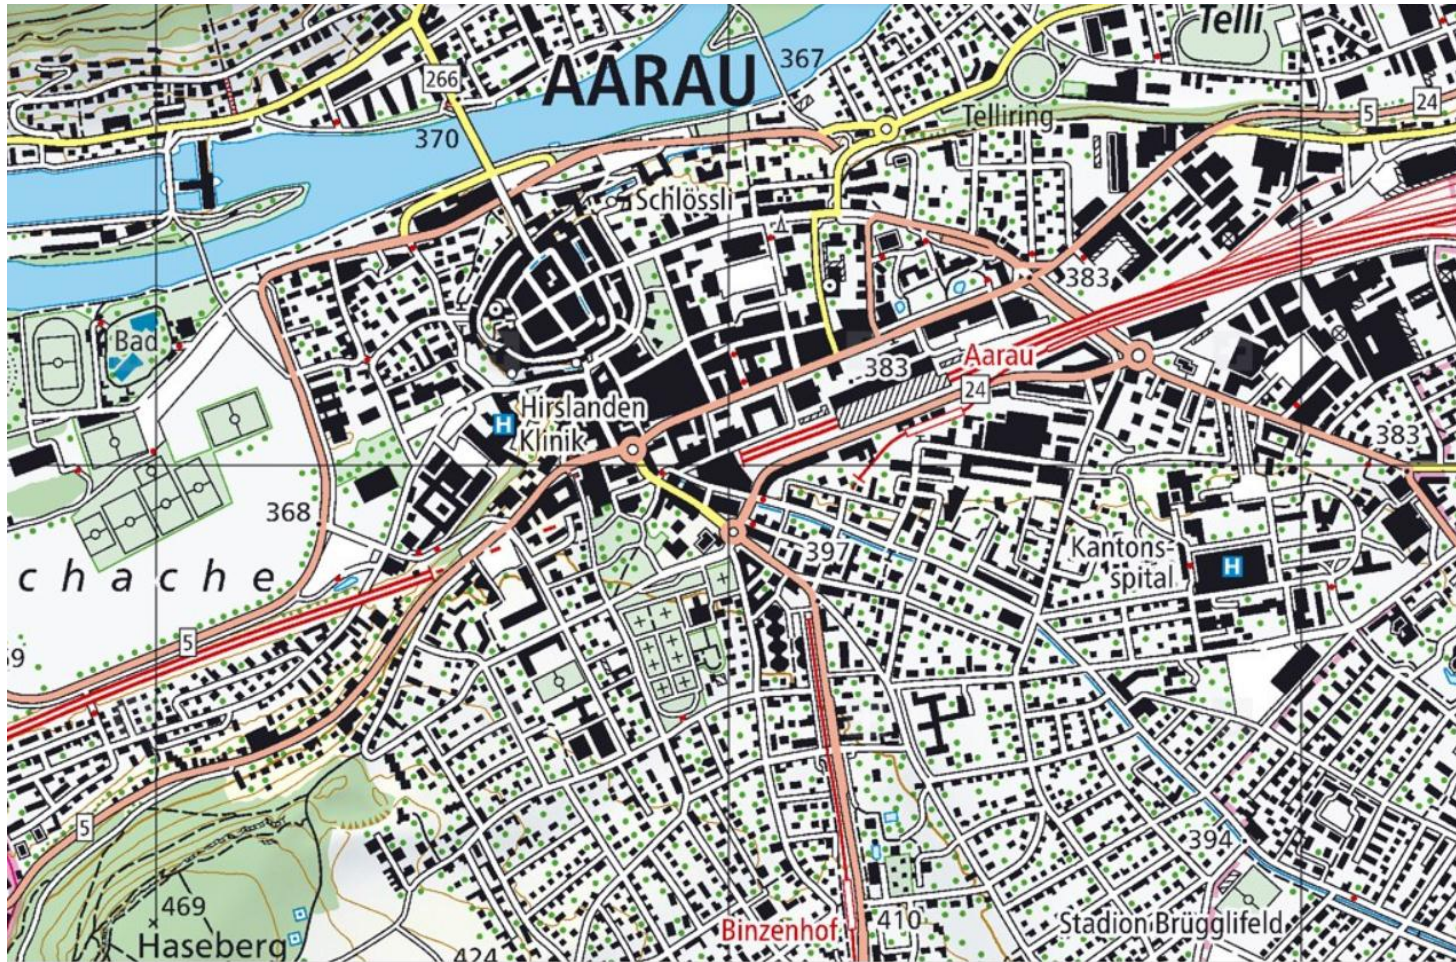 Telli
367
AARAU
266
24
5
370
Telliring
Schlössli
383
Bad
Aarau
383
24
Hirslanden
Klinik
H
383
368
397
Kantons-
spital
H
chache
5
59
394
5
469
Haseberg
424
Binzenhof
410
Stadion Brügglifeld